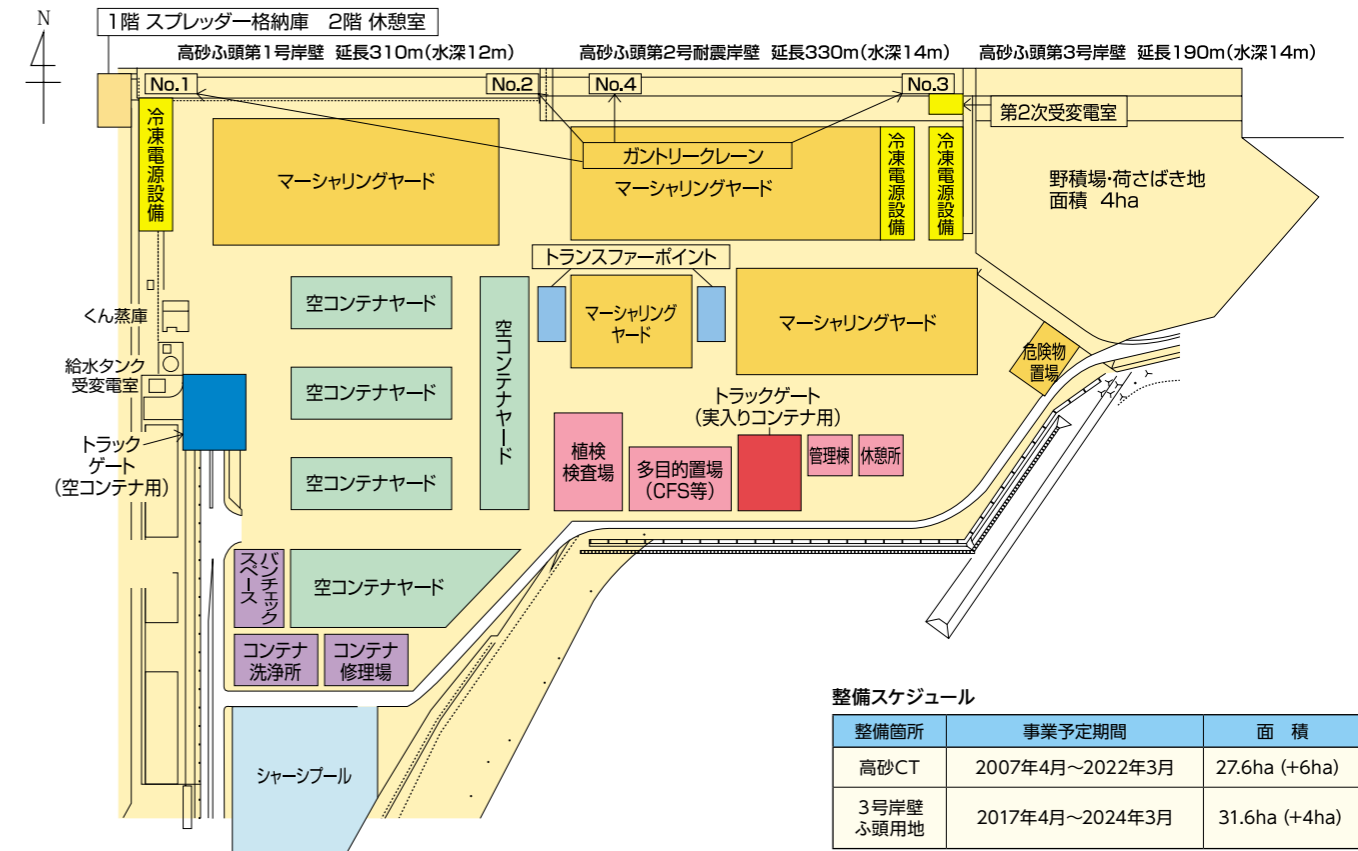 N
1階 スプレッダー格納庫 2階 休憩室
高砂ふ頭第1号岸壁 延長310m(水深12m)
高砂ふ頭第2号耐震岸壁 延長330m(水深14m)
高砂ふ頭第3号岸壁 延長190m(水深14m)
No.1
No.2
No.4
No.3
第2次受変電室
冷凍電源設備
ガントリークレーン
マーシャリングヤード
マーシャリングヤード
冷凍電源設備
冷凍電源設備
野積場・荷さばき地
面積 4ha
トランスファーポイント
くん蒸庫
空コンテナヤード
空コンテナヤード
マーシャリング
ヤード
マーシャリングヤード
危険物
置場
給水タンク
受変電室
空コンテナヤード
トラックゲート
(実入りコンテナ用)
トラック
ゲート
(空コンテナ用)
空コンテナヤード
植検
検査場
多目的置場
(CFS等)
管理棟
休憩所
バンチェック
スペース
空コンテナヤード
コンテナ
洗浄所
コンテナ
修理場
シャーシプール
整備スケジュール
整備箇所 事業予定期間 面 積
高砂CT 2007年4月~2022年3月 27.6ha (+6ha)
3号岸壁
ふ頭用地 2017年4月~2024年3月 31.6ha (+4ha)